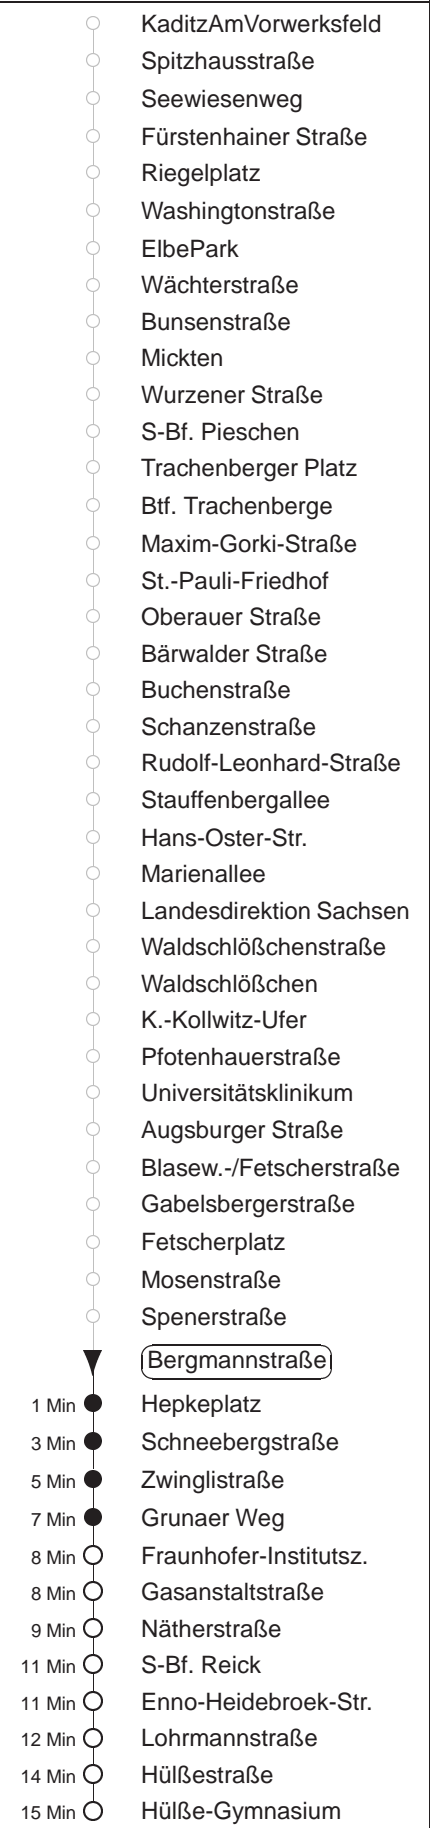 KaditzAmVorwerksfeld
Spitzhausstraße
Seewiesenweg
Fürstenhainer Straße
Riegelplatz
Washingtonstraße
ElbePark
Wächterstraße
Bunsenstraße
Mickten
Wurzener Straße
S-Bf. Pieschen
Trachenberger Platz
Btf. Trachenberge
Maxim-Gorki-Straße
St.-Pauli-Friedhof
Oberauer Straße
Bärwalder Straße
Buchenstraße
Schanzenstraße
Rudolf-Leonhard-Straße
Stauffenbergallee
Hans-Oster-Str.
Marienallee
Landesdirektion Sachsen
Waldschlößchenstraße
Waldschlößchen
K.-Kollwitz-Ufer
Pfotenhauerstraße
Universitätsklinikum
Augsburger Straße
Blasew.-/Fetscherstraße
Gabelsbergerstraße
Fetscherplatz
Mosenstraße
Spenerstraße
Bergmannstraße
1 Min Hepkeplatz
3 Min Schneebergstraße
5 Min Zwinglistraße
7 Min Grunaer Weg
8 Min Fraunhofer-Institutsz.
8 Min Gasanstaltstraße
9 Min Nätherstraße
11 Min S-Bf. Reick
11 Min Enno-Heidebroek-Str.
12 Min Lohrmannstraße
14 Min Hülßestraße
15 Min Hülße-Gymnasium